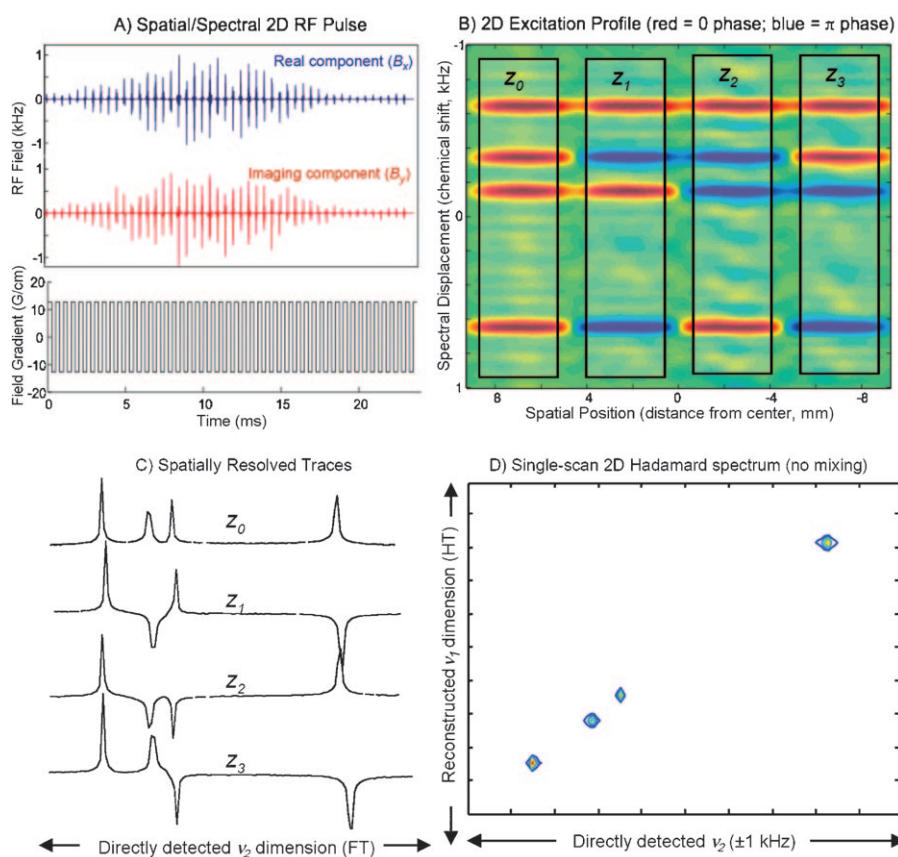 A) Spatial/Spectral 2D RF Pulse
Real component (Bx)
Imaging component (By)
RF Field (kHz)
1
0
-1
1
0
-1
Field Gradient (G/cm)
20
10
0
-10
-20
0
5
10
15
20
Time (ms)
B) 2D Excitation Profile (red = 0 phase; blue = π phase)
Z0
Z1
Z2
Z3
Spectral Displacement (chemical shift, kHz)
-1
0
1
8
4
0
-4
-8
Spatial Position (distance from center, mm)
C) Spatially Resolved Traces
Z0
Z1
Z2
Z3
Directly detected ν2 dimension (FT)
D) Single-scan 2D Hadamard spectrum (no mixing)
Reconstructed ν1 dimension (HT)
Directly detected ν2 (±1 kHz)